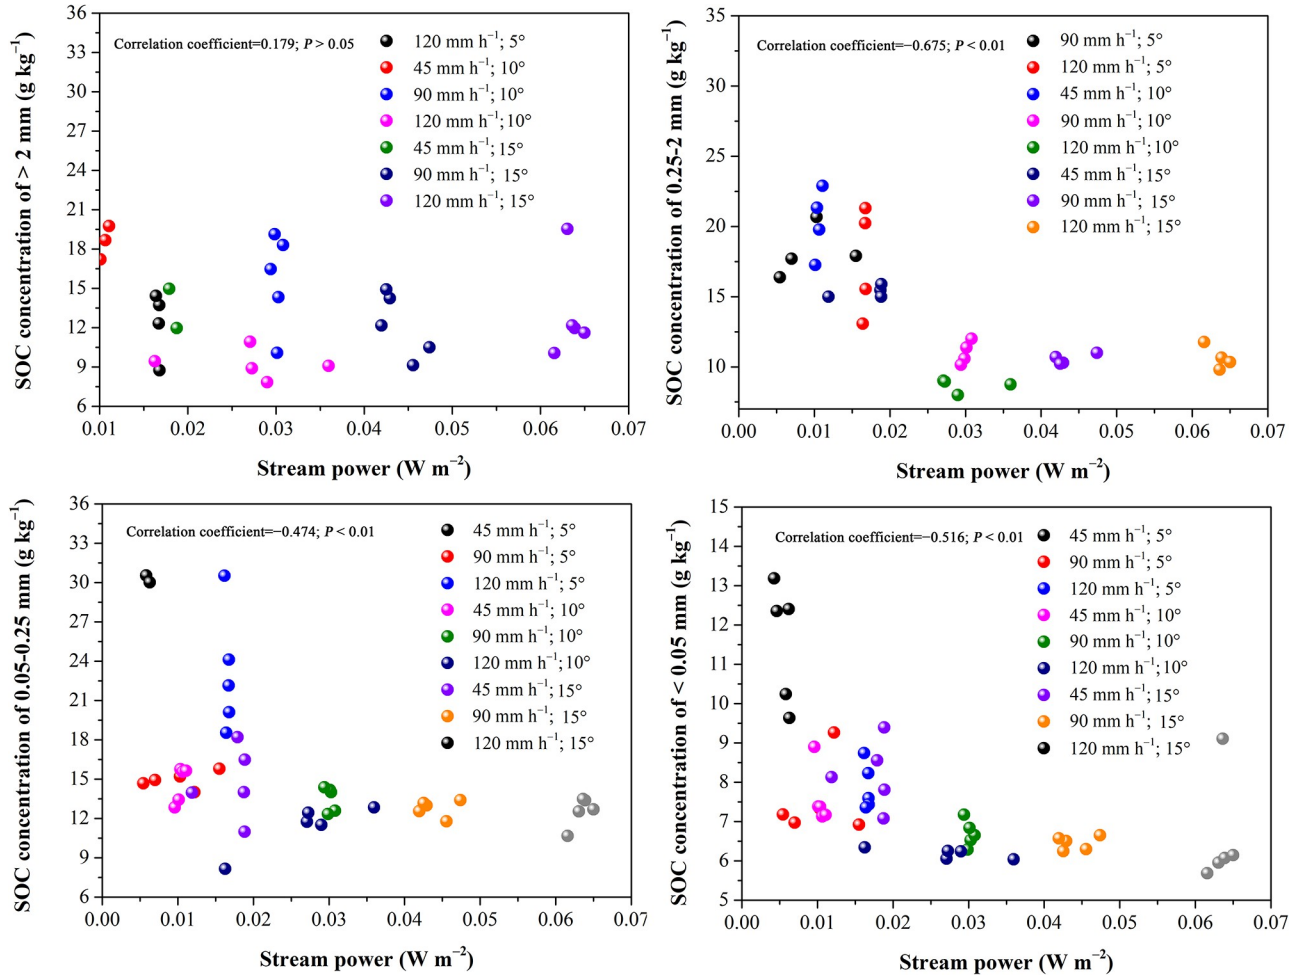 SOC concentration of > 2 mm (g kg⁻¹)
36
33
30
27
24
21
18
15
12
9
6
Correlation coefficient=0.179; P > 0.05
120 mm h⁻¹; 5°
45 mm h⁻¹; 10°
90 mm h⁻¹; 10°
120 mm h⁻¹; 10°
45 mm h⁻¹; 15°
90 mm h⁻¹; 15°
120 mm h⁻¹; 15°
0.01 0.02 0.03 0.04 0.05 0.06 0.07
Stream power (W m⁻²)
SOC concentration of 0.25-2 mm (g kg⁻¹)
35
30
25
20
15
10
Correlation coefficient=−0.675; P < 0.01
90 mm h⁻¹; 5°
120 mm h⁻¹; 5°
45 mm h⁻¹; 10°
90 mm h⁻¹; 10°
120 mm h⁻¹; 10°
45 mm h⁻¹; 15°
90 mm h⁻¹; 15°
120 mm h⁻¹; 15°
0.00 0.01 0.02 0.03 0.04 0.05 0.06 0.07
Stream power (W m⁻²)
SOC concentration of 0.05-0.25 mm (g kg⁻¹)
36
33
30
27
24
21
18
15
12
9
6
Correlation coefficient=−0.474; P < 0.01
45 mm h⁻¹; 5°
90 mm h⁻¹; 5°
120 mm h⁻¹; 5°
45 mm h⁻¹; 10°
90 mm h⁻¹; 10°
120 mm h⁻¹; 10°
45 mm h⁻¹; 15°
90 mm h⁻¹; 15°
120 mm h⁻¹; 15°
0.00 0.01 0.02 0.03 0.04 0.05 0.06 0.07
Stream power (W m⁻²)
SOC concentration of < 0.05 mm (g kg⁻¹)
15
14
13
12
11
10
9
8
7
6
5
Correlation coefficient=−0.516; P < 0.01
45 mm h⁻¹; 5°
90 mm h⁻¹; 5°
120 mm h⁻¹; 5°
45 mm h⁻¹; 10°
90 mm h⁻¹; 10°
120 mm h⁻¹; 10°
45 mm h⁻¹; 15°
90 mm h⁻¹; 15°
120 mm h⁻¹; 15°
0.00 0.01 0.02 0.03 0.04 0.05 0.06 0.07
Stream power (W m⁻²)